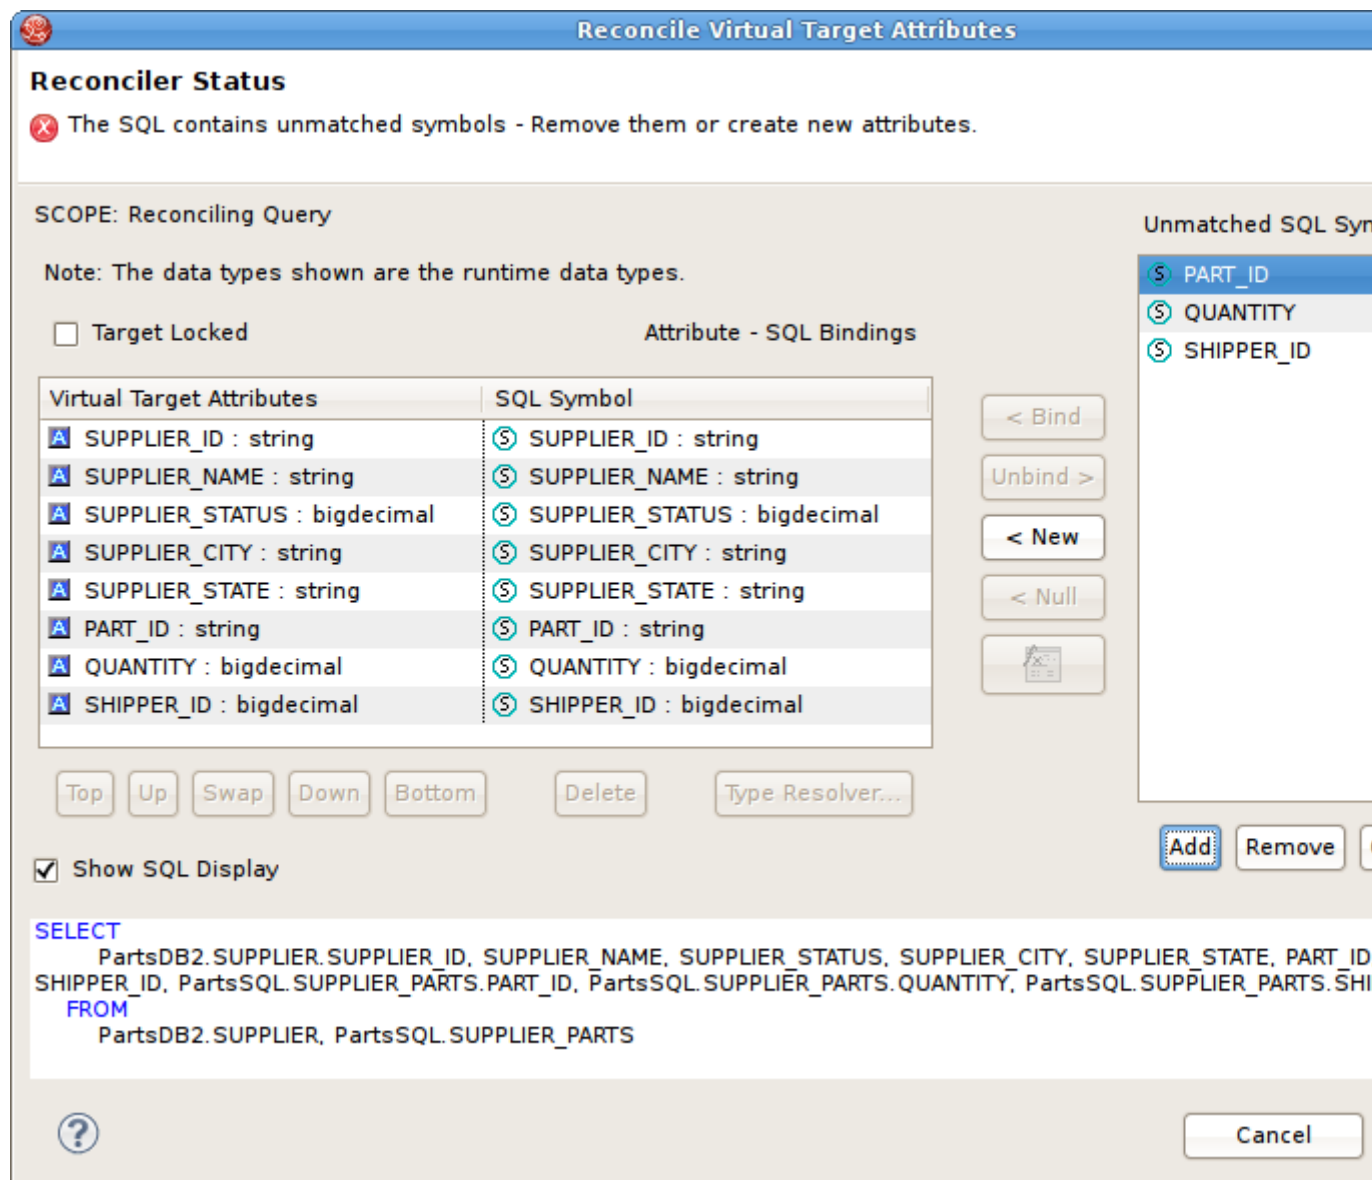 Reconcile Virtual Target Attributes
Reconciler Status
The SQL contains unmatched symbols - Remove them or create new attributes.
SCOPE: Reconciling Query
Unmatched SQL Sym
Note: The data types shown are the runtime data types.
Target Locked
Attribute - SQL Bindings
Virtual Target Attributes SQL Symbol
SUPPLIER_ID : string SUPPLIER_ID : string
SUPPLIER_NAME : string SUPPLIER_NAME : string
SUPPLIER_STATUS : bigdecimal SUPPLIER_STATUS : bigdecimal
SUPPLIER_CITY : string SUPPLIER_CITY : string
SUPPLIER_STATE : string SUPPLIER_STATE : string
PART_ID : string PART_ID : string
QUANTITY : bigdecimal QUANTITY : bigdecimal
SHIPPER_ID : bigdecimal SHIPPER_ID : bigdecimal
< Bind
Unbind >
< New
< Null
PART_ID
QUANTITY
SHIPPER_ID
Top Up Swap Down Bottom Delete Type Resolver...
Add Remove
Show SQL Display
SELECT
PartsDB2.SUPPLIER.SUPPLIER_ID, SUPPLIER_NAME, SUPPLIER_STATUS, SUPPLIER_CITY, SUPPLIER_STATE, PART_ID
SHIPPER_ID, PartsSQL.SUPPLIER_PARTS.PART_ID, PartsSQL.SUPPLIER_PARTS.QUANTITY, PartsSQL.SUPPLIER_PARTS.SHI
FROM
PartsDB2.SUPPLIER, PartsSQL.SUPPLIER_PARTS
Cancel